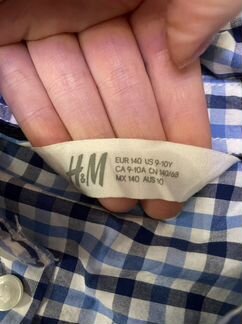 H&M
EUR 140 US 9-10Y
CA 9-10A CN 140/68
MX 140 AUS 10